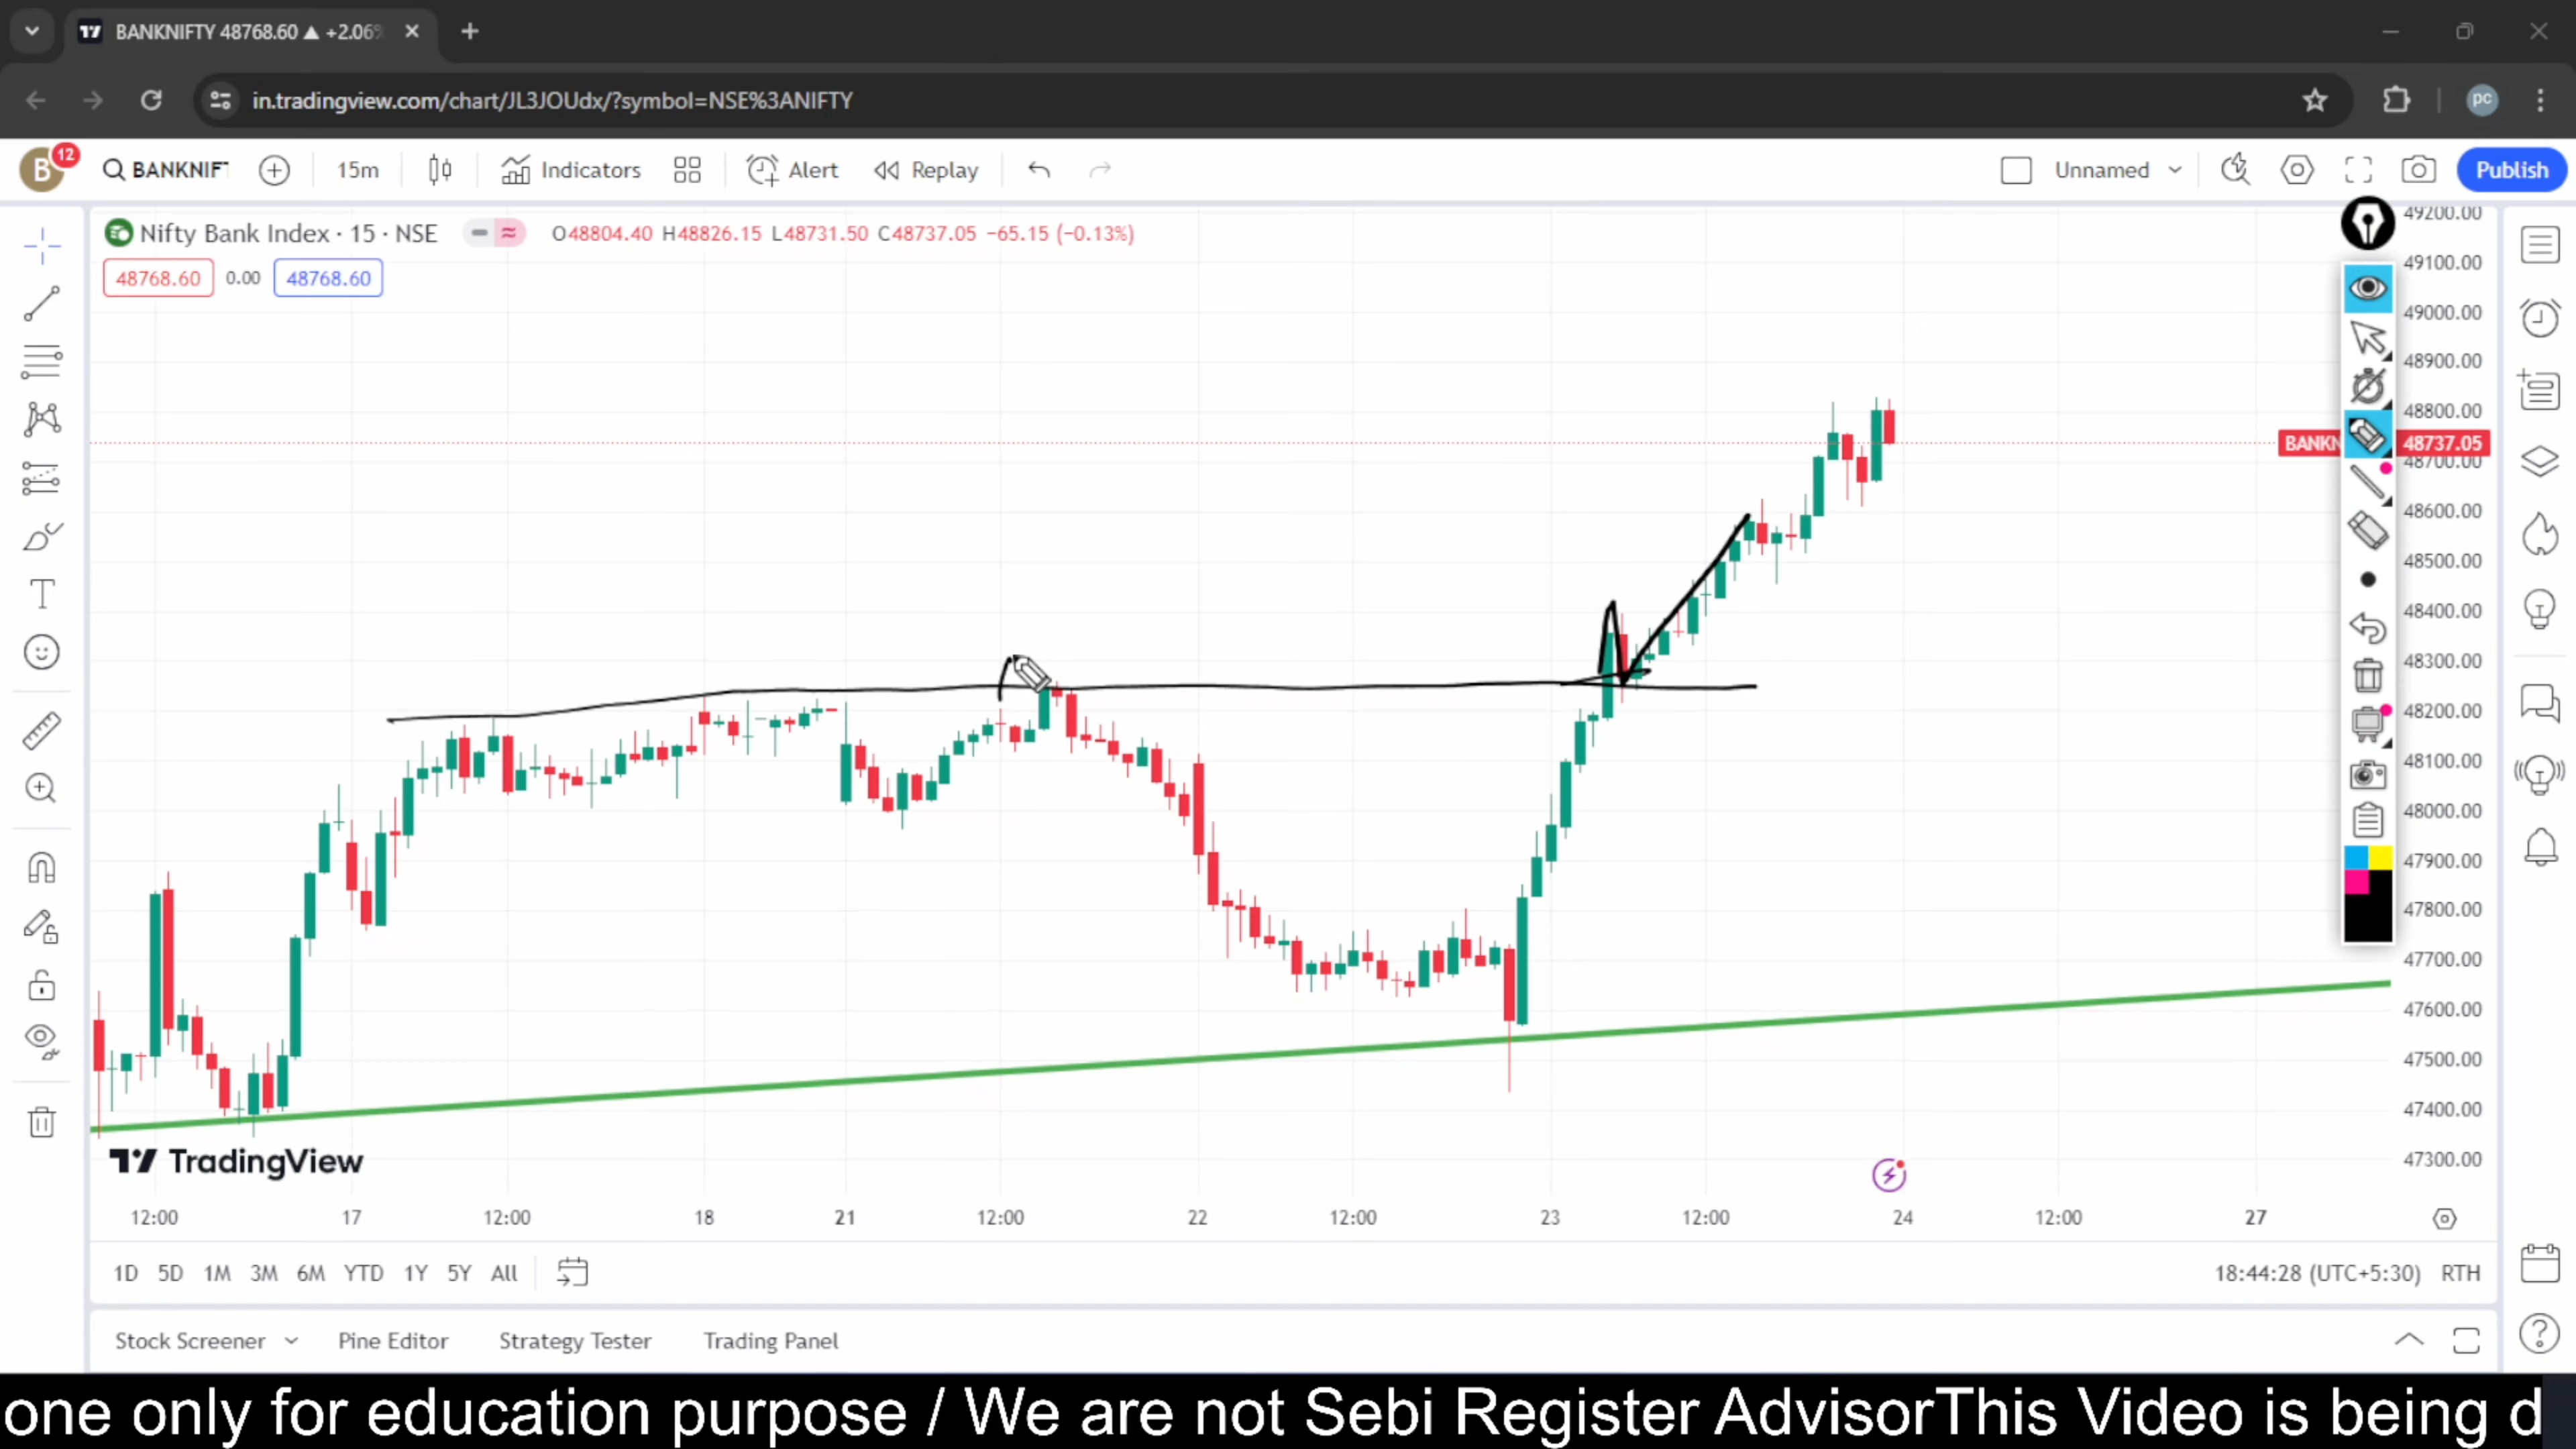 BANKNIFTY 48768.60 ▲ +2.06%
in.tradingview.com/chart/JL3JOUdx/?symbol=NSE%3ANIFTY
B 12 BANKNIFT 15m Indicators Alert Replay Unnamed Publish
pc
Nifty Bank Index · 15 · NSE O48804.40 H48826.15 L48731.50 C48737.05 −65.15 (−0.13%)
48768.60 0.00 48768.60
49200.00
49100.00
49000.00
48900.00
48800.00
BANKN 48737.05
48700.00
48600.00
48500.00
48400.00
48300.00
48200.00
48100.00
48000.00
47900.00
47800.00
47700.00
47600.00
47500.00
47400.00
47300.00
TradingView
12:00 17 12:00 18 21 12:00 22 12:00 23 12:00 24 12:00 27
1D 5D 1M 3M 6M YTD 1Y 5Y All 18:44:28 (UTC+5:30) RTH
Stock Screener Pine Editor Strategy Tester Trading Panel
one only for education purpose / We are not Sebi Register AdvisorThis Video is being d